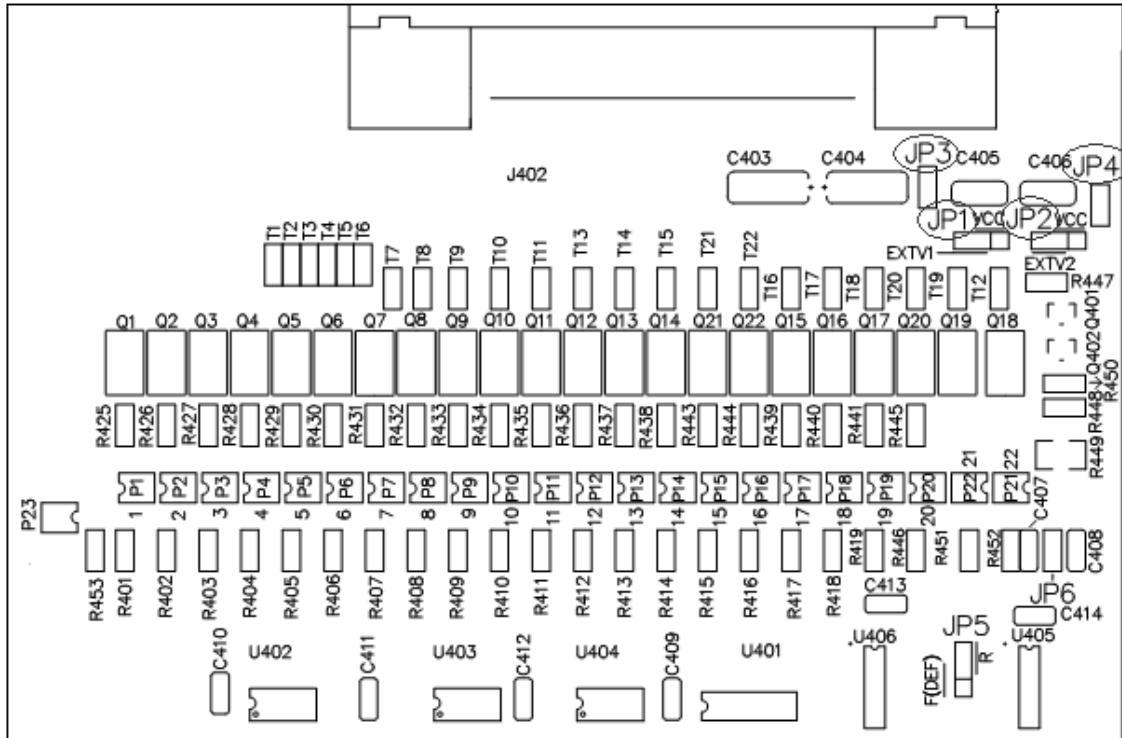 C403 C404 JP3 C405 C406 JP4
J402
JP1 VCC JP2 VCC
EXTV1
EXTV2
T1 T2 T3 T4 T5 T6 T7 T8 T9 T10 T11 T13 T14 T15 T21 T22 T16 T17 T18 T20 T19 T12 R447
Q1 Q2 Q3 Q4 Q5 Q6 Q7 Q8 Q9 Q10 Q11 Q12 Q13 Q14 Q21 Q22 Q15 Q16 Q17 Q20 Q19 Q18 Q401
Q402
R450
R425 R426 R427 R428 R429 R430 R431 R432 R433 R434 R435 R436 R437 R438 R443 R444 R439 R440 R441 R445 R448
R449
P23 P1 P2 P3 P4 P5 P6 P7 P8 P9 P10 P11 P12 P13 P14 P15 P16 P17 P18 P19 P20 P22 21 P21 22
C407
1 2 3 4 5 6 7 8 9 10 11 12 13 14 15 16 17 18 19 20
R453 R401 R402 R403 R404 R405 R406 R407 R408 R409 R410 R411 R412 R413 R414 R415 R416 R417 R418 R419 R446 R451 R452 C408
C413 JP6
C414
C410 U402 C411 U403 C412 U404 C409 U401 U406 JP5 U405
F(DEF) R